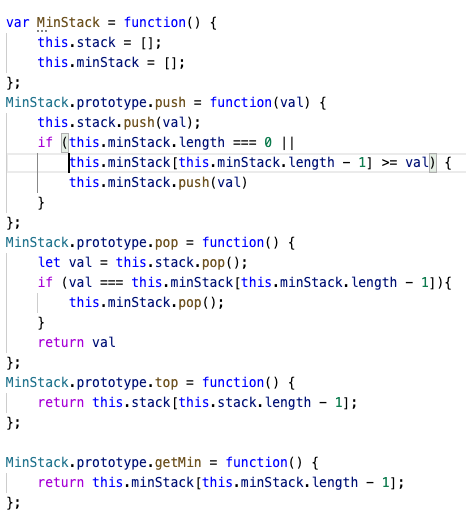 var MinStack = function() {
    this.stack = [];
    this.minStack = [];
};
MinStack.prototype.push = function(val) {
    this.stack.push(val);
    if (this.minStack.length === 0 ||
        this.minStack[this.minStack.length - 1] >= val) {
        this.minStack.push(val)
    }
};
MinStack.prototype.pop = function() {
    let val = this.stack.pop();
    if (val === this.minStack[this.minStack.length - 1]){
        this.minStack.pop();
    }
    return val
};
MinStack.prototype.top = function() {
    return this.stack[this.stack.length - 1];
};

MinStack.prototype.getMin = function() {
    return this.minStack[this.minStack.length - 1];
};